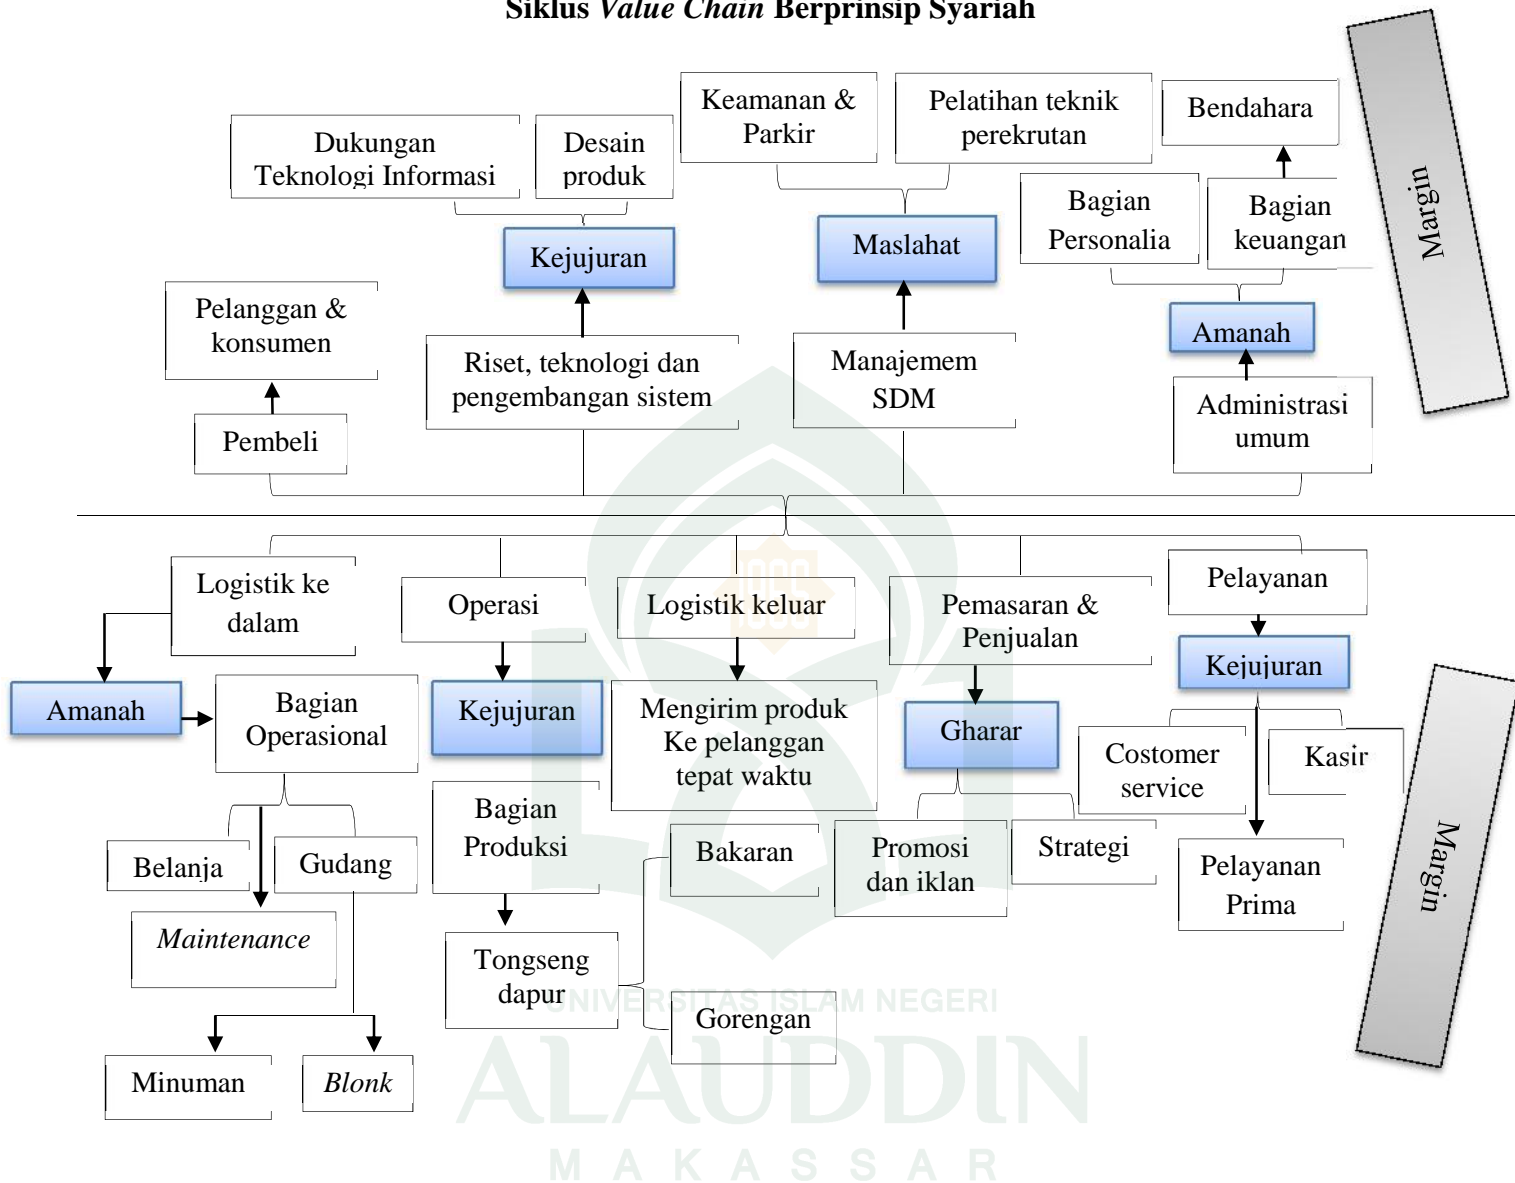 Siklus Value Chain Berprinsip Syariah
Keamanan &
Parkir
Pelatihan teknik
perekrutan
Bendahara
Dukungan
Teknologi Informasi
Desain
produk
Margin
Bagian
Personalia
Bagian
keuangan
Kejujuran
Maslahat
Amanah
Pelanggan &
konsumen
Riset, teknologi dan
pengembangan sistem
Manajemem
SDM
Administrasi
umum
Pembeli
Logistik ke
dalam
Operasi
Logistik keluar
Pemasaran &
Penjualan
Pelayanan
Kejujuran
Amanah
Bagian
Operasional
Kejujuran
Mengirim produk
Ke pelanggan
tepat waktu
Gharar
Costomer
service
Kasir
Margin
Bagian
Produksi
Belanja
Gudang
Bakaran
Promosi
dan iklan
Strategi
Pelayanan
Prima
Maintenance
Tongseng
dapur
Gorengan
Minuman
Blonk
1965
UNIVERSITAS ISLAM NEGERI
ALAUDDIN
MAKASSAR